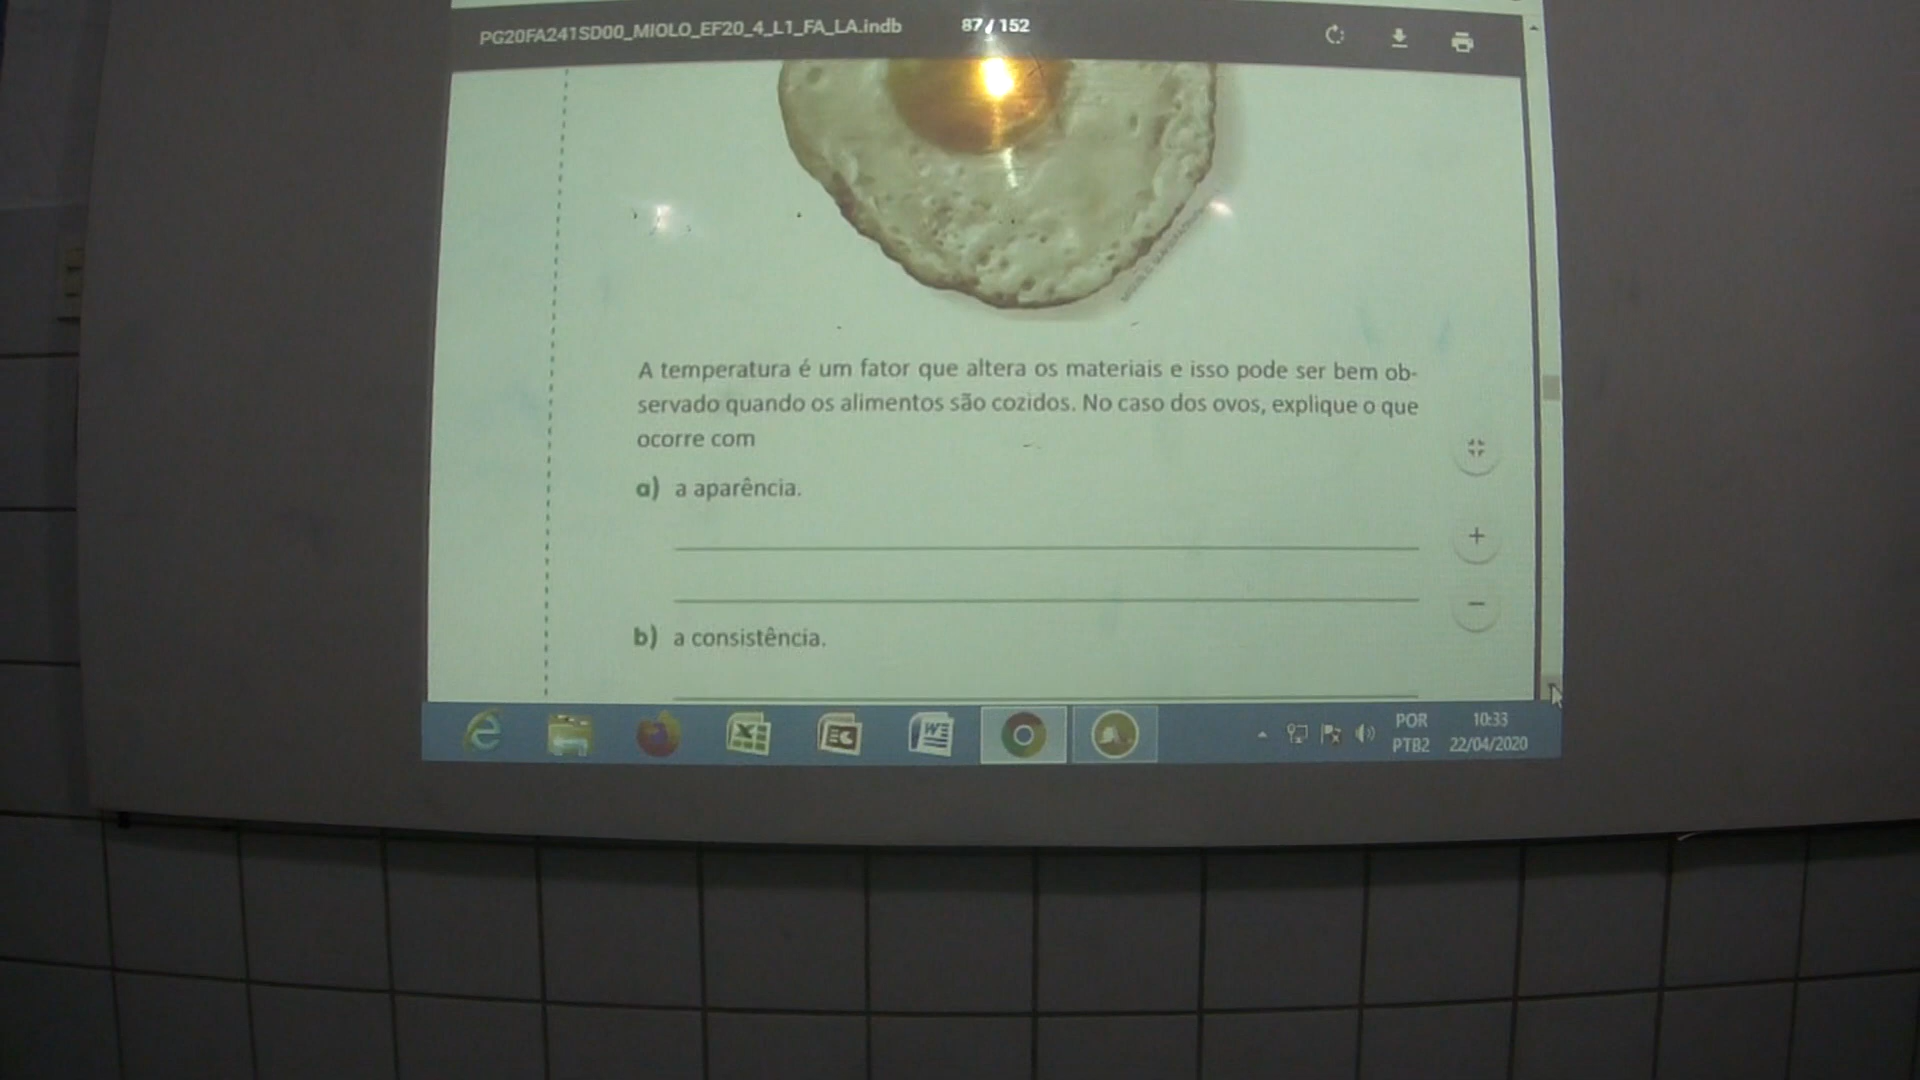 PG20FA241SD00_MIOLO_EF20_4_L1_FA_LA.indb 87 / 152
A temperatura é um fator que altera os materiais e isso pode ser bem ob-
servado quando os alimentos são cozidos. No caso dos ovos, explique o que
ocorre com
a) a aparência.
b) a consistência.
POR 10:33
PTB2 22/04/2020